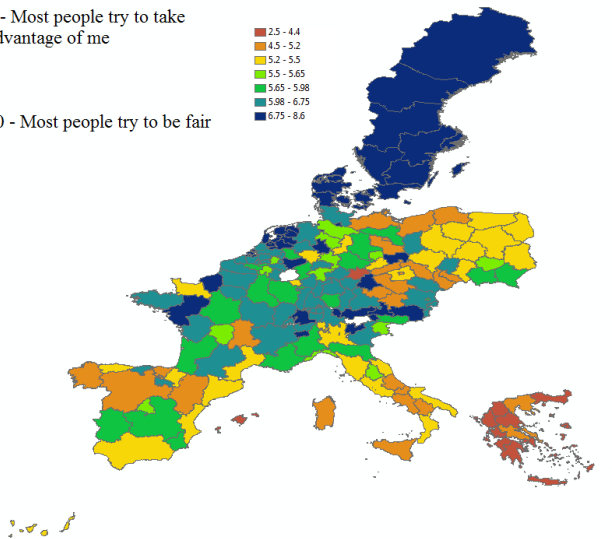 - Most people try to take
dvantage of me
2.5 - 4.4
4.5 - 5.2
5.2 - 5.5
5.5 - 5.65
5.65 - 5.98
5.98 - 6.75
6.75 - 8.6
0 - Most people try to be fair